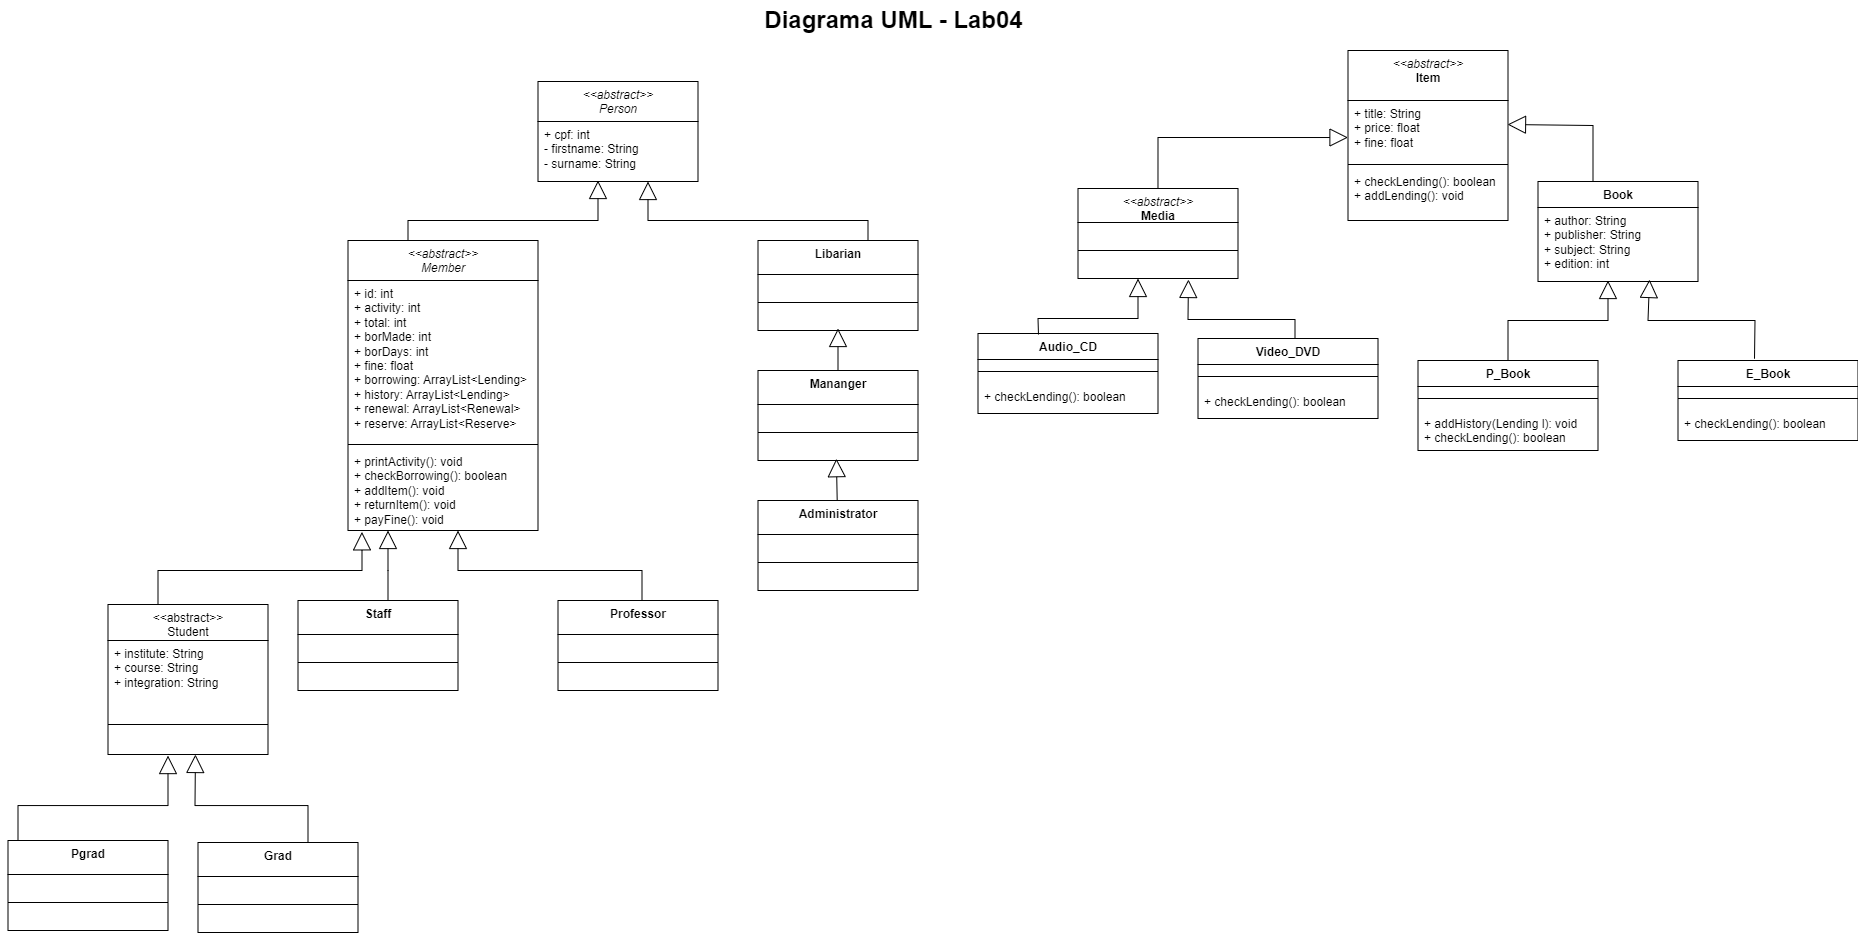 Diagrama UML - Lab04
<<abstract>>
Person
+ cpf: int
- firstname: String
- surname: String
<<abstract>>
Member
+ id: int
+ activity: int
+ total: int
+ borMade: int
+ borDays: int
+ fine: float
+ borrowing: ArrayList<Lending>
+ history: ArrayList<Lending>
+ renewal: ArrayList<Renewal>
+ reserve: ArrayList<Reserve>
+ printActivity(): void
+ checkBorrowing(): boolean
+ addItem(): void
+ returnItem(): void
+ payFine(): void
Libarian
Mananger
Administrator
<<abstract>>
Student
+ institute: String
+ course: String
+ integration: String
Staff
Professor
Pgrad
Grad
<<abstract>>
Item
+ title: String
+ price: float
+ fine: float
+ checkLending(): boolean
+ addLending(): void
<<abstract>>
Media
Book
+ author: String
+ publisher: String
+ subject: String
+ edition: int
Audio_CD
+ checkLending(): boolean
Video_DVD
+ checkLending(): boolean
P_Book
+ addHistory(Lending l): void
+ checkLending(): boolean
E_Book
+ checkLending(): boolean